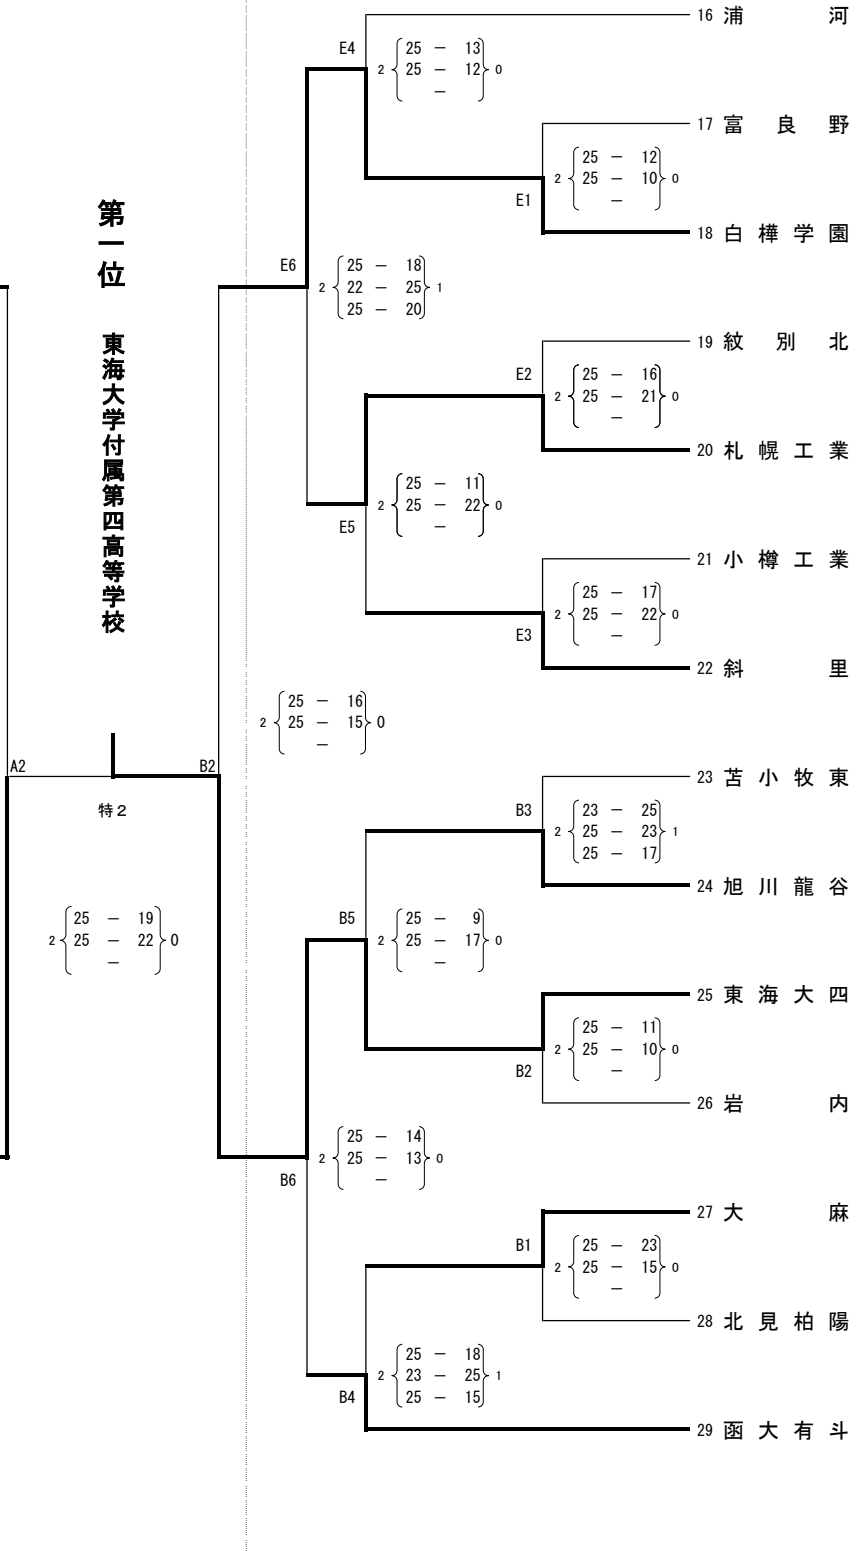 16 浦河
E4
2 25 － 13 0
25 － 12
－
17 富良野
2 25 － 12 0
25 － 10
－
E1
18 白樺学園
第一位
東海大学付属第四高等学校
E6
2 25 － 18 1
22 － 25
25 － 20
19 紋別北
E2
2 25 － 16 0
25 － 21
－
20 札幌工業
2 25 － 11 0
25 － 22
－
E5
21 小樽工業
2 25 － 17 0
25 － 22
－
E3
22 斜里
2 25 － 16 0
25 － 15
－
A2
B2
特2
23 苫小牧東
B3
2 23 － 25 1
25 － 23
25 － 17
24 旭川龍谷
2 25 － 19 0
25 － 22
－
B5
2 25 － 9 0
25 － 17
－
25 東海大四
2 25 － 11 0
25 － 10
－
B2
26 岩内
2 25 － 14 0
25 － 13
－
B6
27 大麻
B1
2 25 － 23 0
25 － 15
－
28 北見柏陽
2 25 － 18 1
23 － 25
25 － 15
B4
29 函大有斗